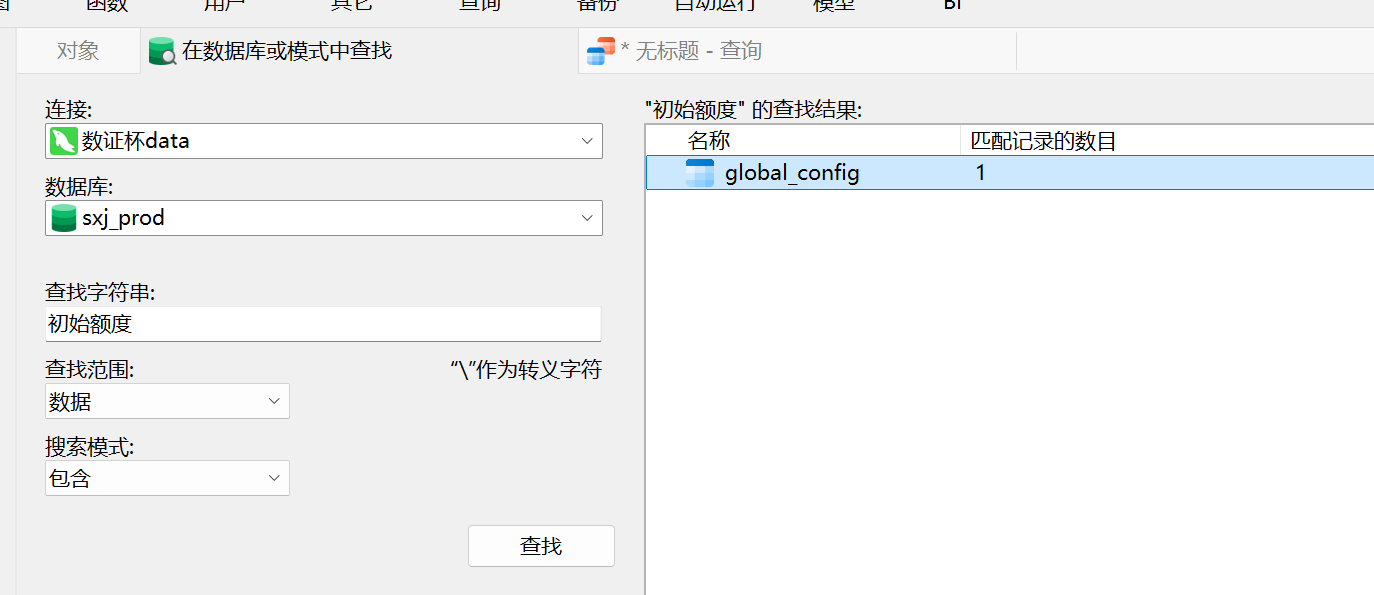 函数 用户 其它 查询 备份 自动运行 模型 BI
对象
在数据库或模式中查找
* 无标题 - 查询
连接:
数证杯data
数据库:
sxj_prod
查找字符串:
初始额度
查找范围:
“\”作为转义字符
数据
搜索模式:
包含
查找
"初始额度" 的查找结果:
名称 匹配记录的数目
global_config 1